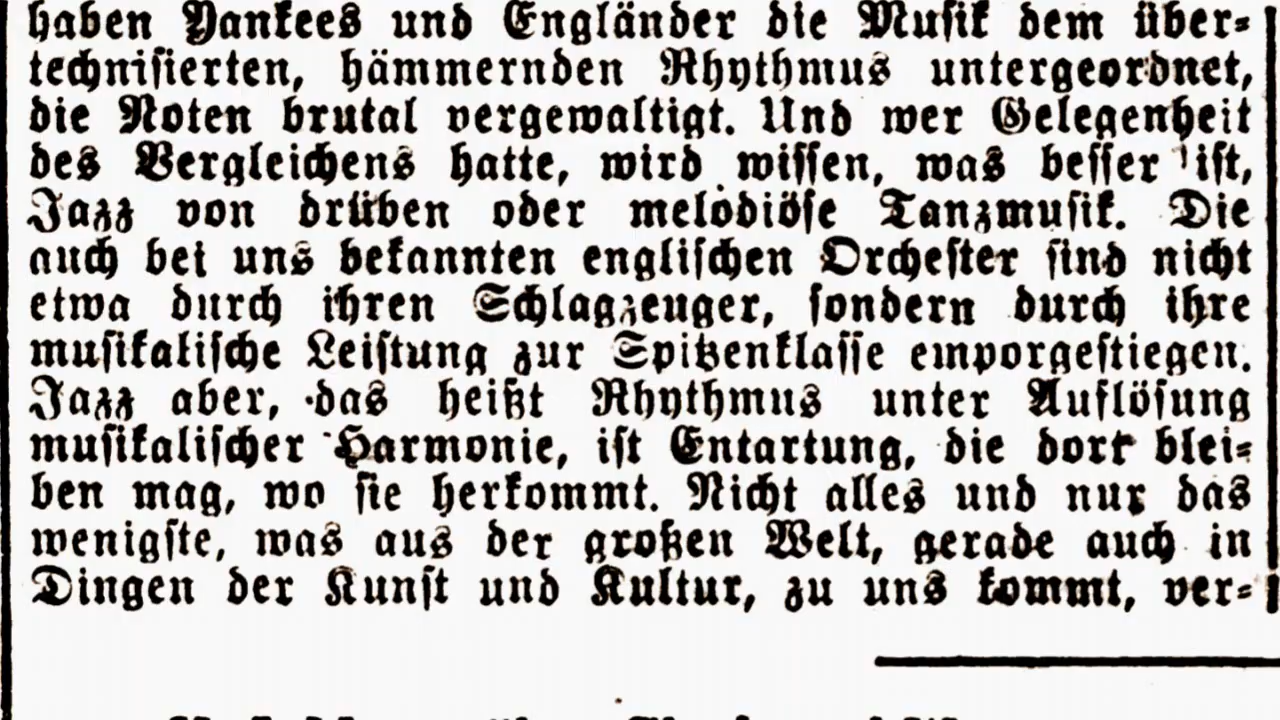 haben Yankees und Engländer die Musik dem über-
technisierten, hämmernden Rhythmus untergeordnet,
die Noten brutal vergewaltigt. Und wer Gelegenheit
des Vergleichens hatte, wird wissen, was besser ist,
Jazz von drüben oder melodiöse Tanzmusik. Die
auch bei uns bekannten englischen Orchester sind nicht
etwa durch ihren Schlagzeuger, sondern durch ihre
musikalische Leistung zur Spitzenklasse emporgestiegen.
Jazz aber, das heißt Rhythmus unter Auflösung
musikalischer Harmonie, ist Entartung, die dort blei-
ben mag, wo sie herkommt. Nicht alles und nur das
wenigste, was aus der großen Welt, gerade auch in
Dingen der Kunst und Kultur, zu uns kommt, ver-